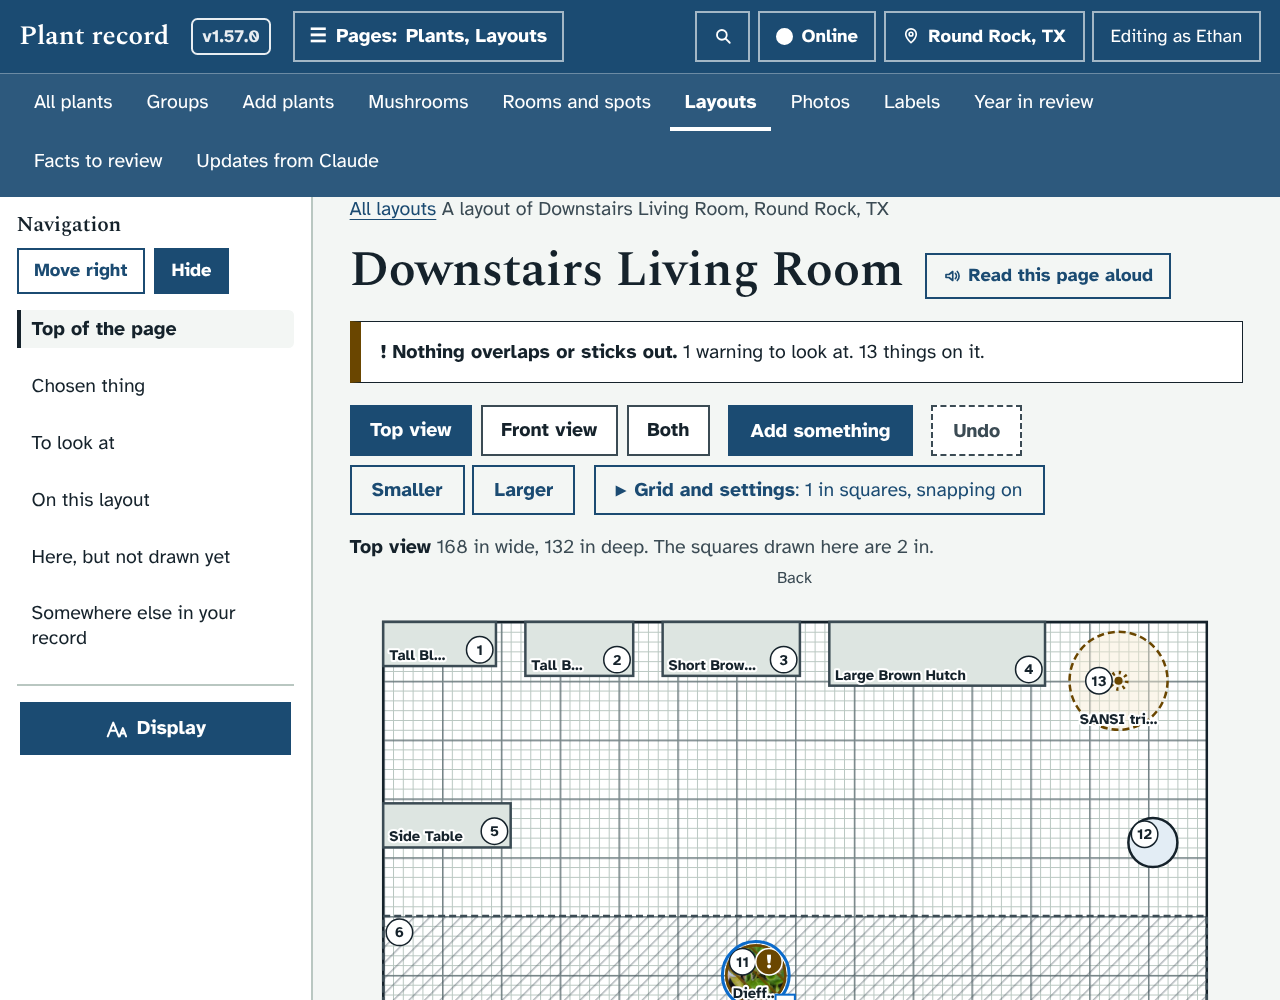 Plant record
v1.57.0
☰ Pages: Plants, Layouts
Online
Round Rock, TX
Editing as Ethan
All plants
Groups
Add plants
Mushrooms
Rooms and spots
Layouts
Photos
Labels
Year in review
Facts to review
Updates from Claude
Navigation
Move right
Hide
Top of the page
Chosen thing
To look at
On this layout
Here, but not drawn yet
Somewhere else in your
record
Display
All layouts A layout of Downstairs Living Room, Round Rock, TX
Downstairs Living Room
Read this page aloud
! Nothing overlaps or sticks out. 1 warning to look at. 13 things on it.
Top view
Front view
Both
Add something
Undo
Smaller
Larger
▶ Grid and settings: 1 in squares, snapping on
Top view 168 in wide, 132 in deep. The squares drawn here are 2 in.
Back
Tall Bl...
1
Tall B...
2
Short Brow...
3
Large Brown Hutch
4
13
SANSI tri...
Side Table
5
12
6
11
!
Dieff...